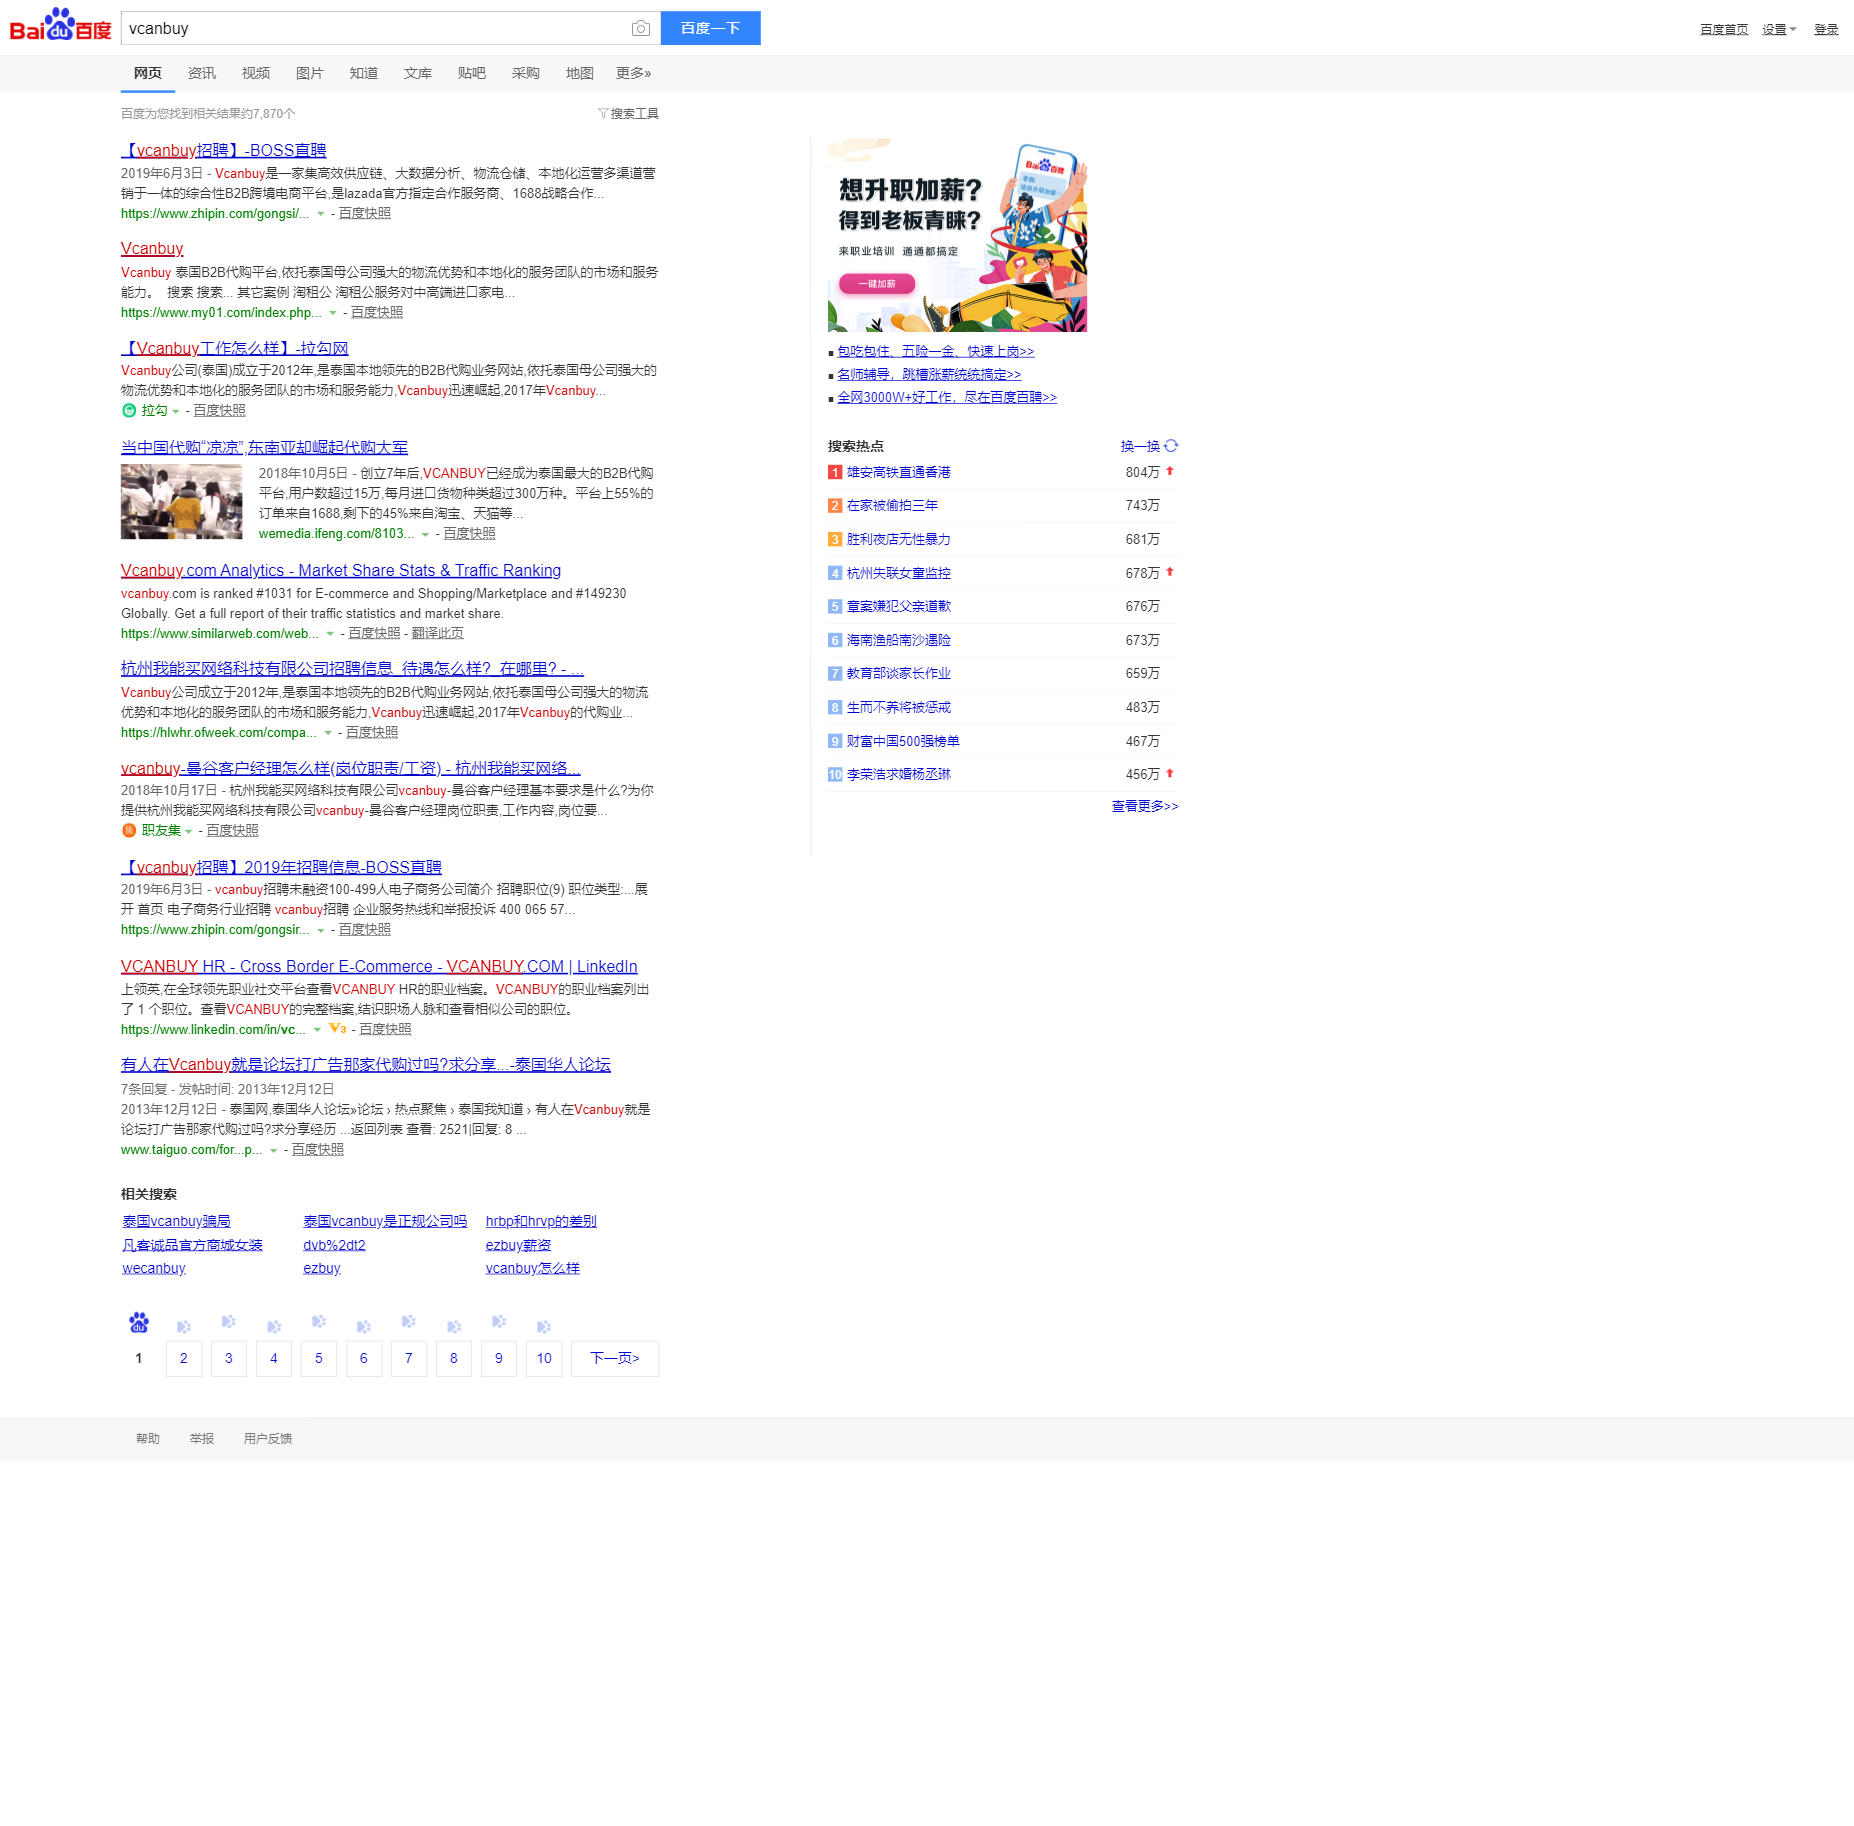 Bai du 百度
vcanbuy
百度一下
百度首页 设置 登录
网页 资讯 视频 图片 知道 文库 贴吧 采购 地图 更多»
百度为您找到相关结果约7,870个
搜索工具
【vcanbuy招聘】-BOSS直聘
2019年6月3日 - Vcanbuy是一家集高效供应链、大数据分析、物流仓储、本地化运营多渠道营
销于一体的综合性B2B跨境电商平台,是lazada官方指定合作服务商、1688战略合作...
https://www.zhipin.com/gongsi/... - 百度快照
Vcanbuy
Vcanbuy 泰国B2B代购平台,依托泰国母公司强大的物流优势和本地化的服务团队的市场和服务
能力。 搜索 搜索... 其它案例 淘租公 淘租公服务对中高端进口家电...
https://www.my01.com/index.php... - 百度快照
【Vcanbuy工作怎么样】-拉勾网
Vcanbuy公司(泰国)成立于2012年,是泰国本地领先的B2B代购业务网站,依托泰国母公司强大的
物流优势和本地化的服务团队的市场和服务能力,Vcanbuy迅速崛起,2017年Vcanbuy...
拉勾 - 百度快照
当中国代购“凉凉”,东南亚却崛起代购大军
2018年10月5日 - 创立7年后,VCANBUY已经成为泰国最大的B2B代购
平台,用户数超过15万,每月进口货物种类超过300万种。平台上55%的
订单来自1688,剩下的45%来自淘宝、天猫等...
wemedia.ifeng.com/8103... - 百度快照
Vcanbuy.com Analytics - Market Share Stats & Traffic Ranking
vcanbuy.com is ranked #1031 for E-commerce and Shopping/Marketplace and #149230
Globally. Get a full report of their traffic statistics and market share.
https://www.similarweb.com/web... - 百度快照 - 翻译此页
杭州我能买网络科技有限公司招聘信息_待遇怎么样?_在哪里? - ...
Vcanbuy公司成立于2012年,是泰国本地领先的B2B代购业务网站,依托泰国母公司强大的物流
优势和本地化的服务团队的市场和服务能力,Vcanbuy迅速崛起,2017年Vcanbuy的代购业...
https://hlwhr.ofweek.com/compa... - 百度快照
vcanbuy-曼谷客户经理怎么样(岗位职责/工资) - 杭州我能买网络...
2018年10月17日 - 杭州我能买网络科技有限公司vcanbuy-曼谷客户经理基本要求是什么?为你
提供杭州我能买网络科技有限公司vcanbuy-曼谷客户经理岗位职责,工作内容,岗位要...
职友集 - 百度快照
【vcanbuy招聘】2019年招聘信息-BOSS直聘
2019年6月3日 - vcanbuy招聘未融资100-499人电子商务公司简介 招聘职位(9) 职位类型:...展
开 首页 电子商务行业招聘 vcanbuy招聘 企业服务热线和举报投诉 400 065 57...
https://www.zhipin.com/gongsir... - 百度快照
VCANBUY HR - Cross Border E-Commerce - VCANBUY.COM | LinkedIn
上领英,在全球领先职业社交平台查看VCANBUY HR的职业档案。VCANBUY的职业档案列出
了 1 个职位。查看VCANBUY的完整档案,结识职场人脉和查看相似公司的职位。
https://www.linkedin.com/in/vc... V3 - 百度快照
有人在Vcanbuy就是论坛打广告那家代购过吗?求分享...-泰国华人论坛
7条回复 - 发帖时间: 2013年12月12日
2013年12月12日 - 泰国网,泰国华人论坛»论坛 › 热点聚焦 › 泰国我知道 › 有人在Vcanbuy就是
论坛打广告那家代购过吗?求分享经历 ...返回列表 查看: 2521|回复: 8 ...
www.taiguo.com/for...p... - 百度快照
相关搜索
泰国vcanbuy骗局 泰国vcanbuy是正规公司吗 hrbp和hrvp的差别
凡客诚品官方商城女装 dvb%2dt2 ezbuy薪资
wecanbuy ezbuy vcanbuy怎么样
1 2 3 4 5 6 7 8 9 10 下一页>
帮助 举报 用户反馈
Bai百聘
想升职加薪?
得到老板青睐?
来职业培训 通通都搞定
一键加薪
包吃包住、五险一金、快速上岗>>
名师辅导，跳槽涨薪统统搞定>>
全网3000W+好工作，尽在百度百聘>>
搜索热点 换一换
1 雄安高铁直通香港 804万
2 在家被偷拍三年 743万
3 胜利夜店无性暴力 681万
4 杭州失联女童监控 678万
5 章案嫌犯父亲道歉 676万
6 海南渔船南沙遇险 673万
7 教育部谈家长作业 659万
8 生而不养将被惩戒 483万
9 财富中国500强榜单 467万
10 李荣浩求婚杨丞琳 456万
查看更多>>